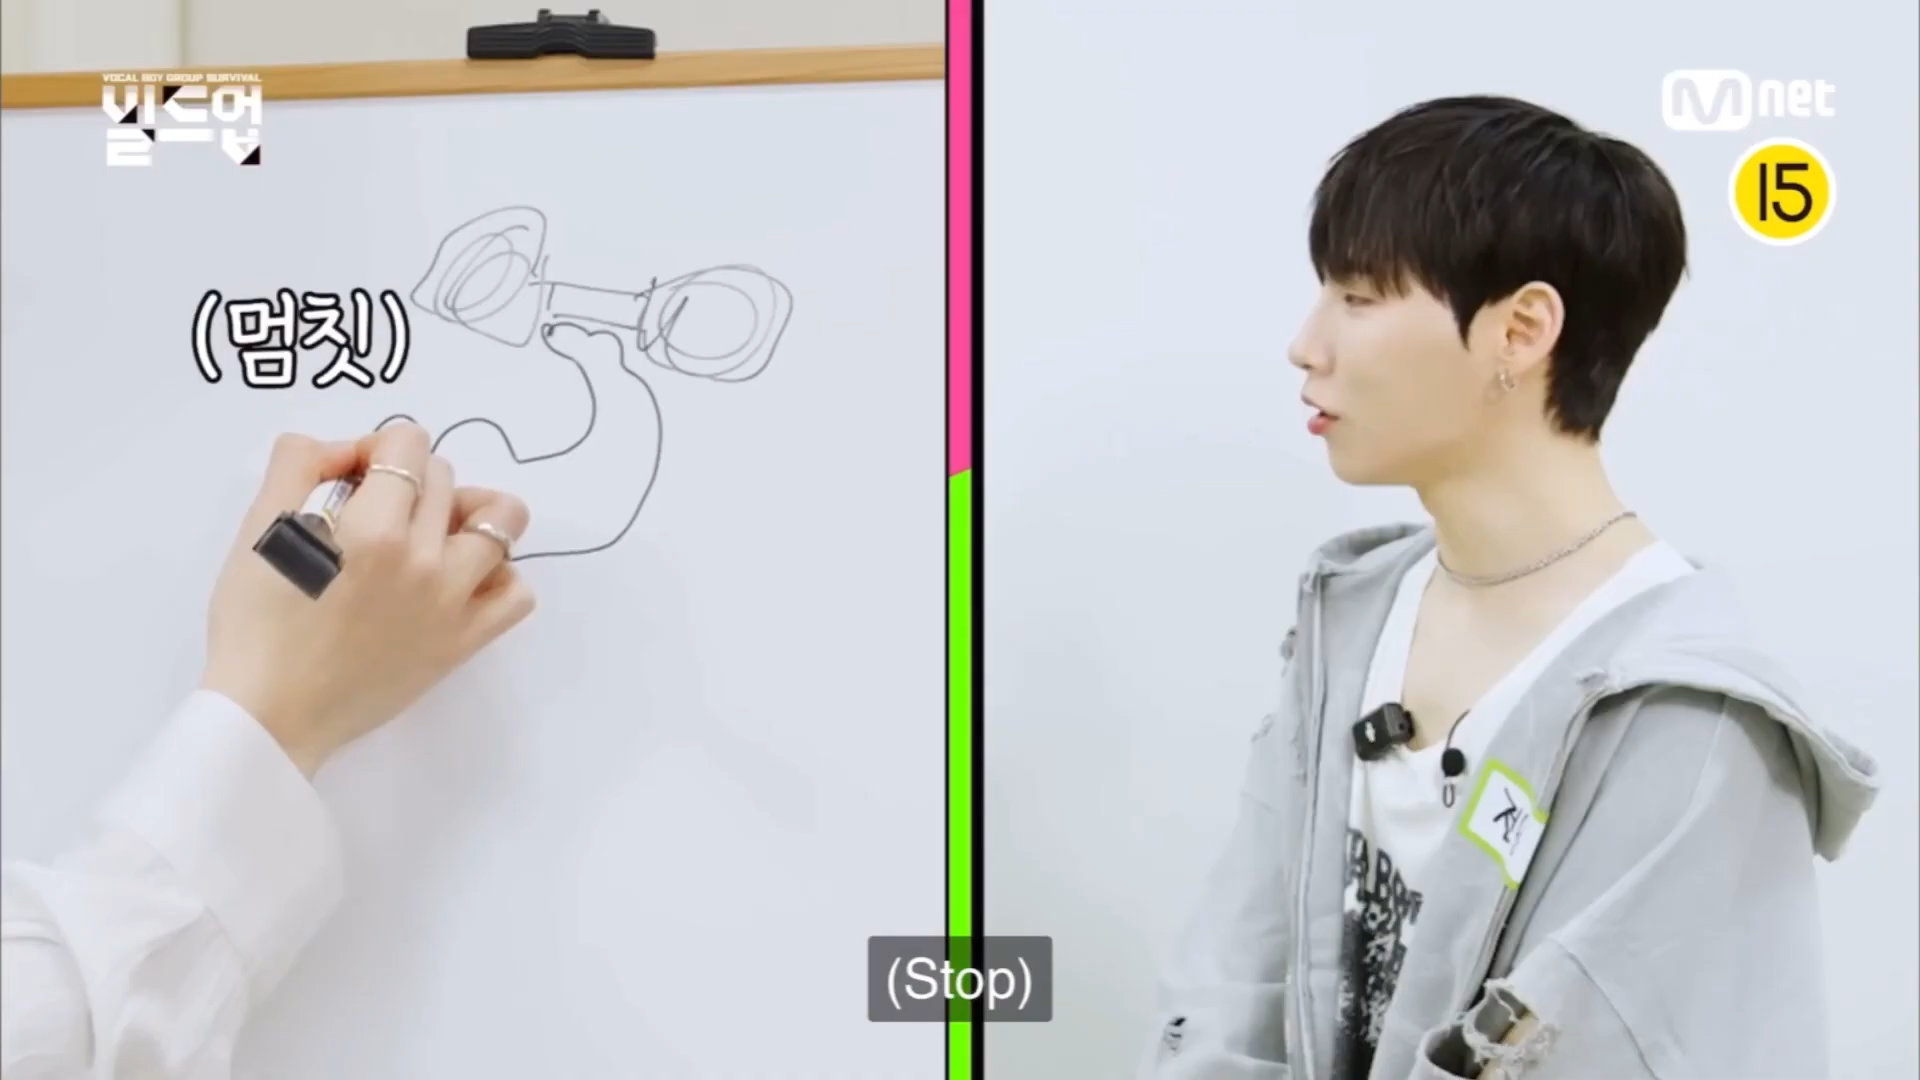 VOCAL BOY GROUP SURVIVAL
빌드업
Mnet
15
(멈칫)
(Stop)